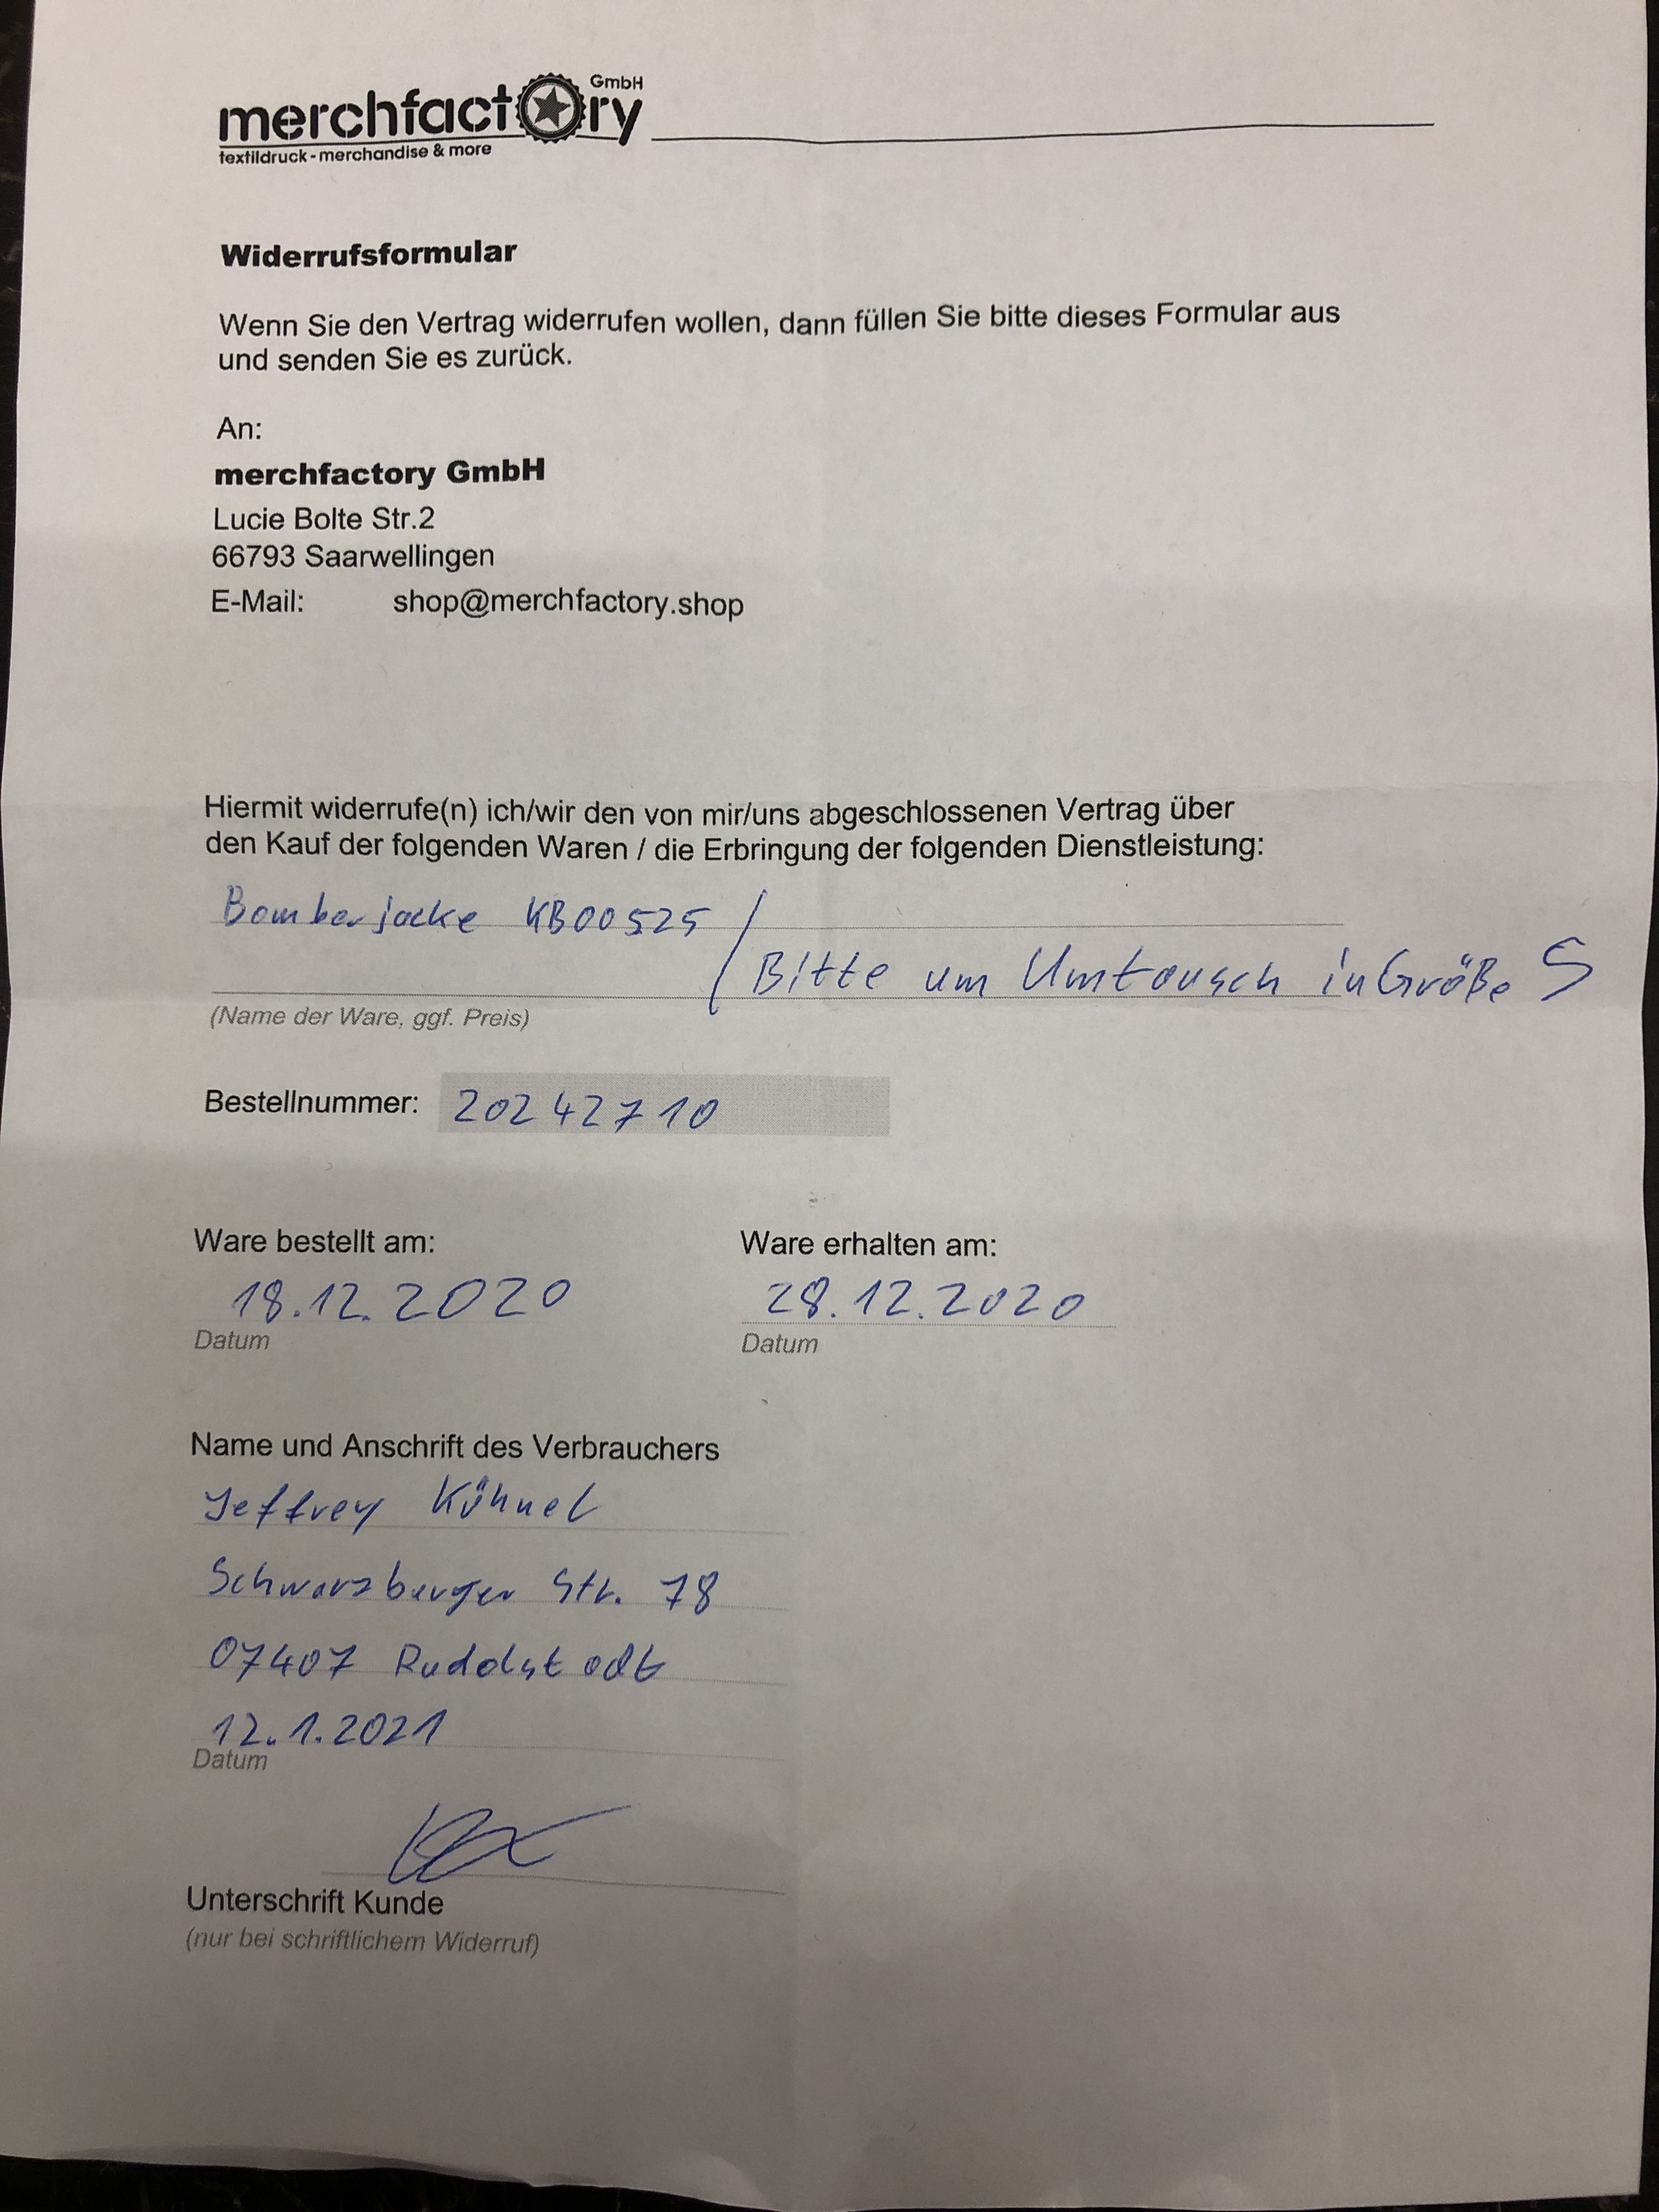 merchfactory GmbH
textildruck - merchandise & more
Widerrufsformular
Wenn Sie den Vertrag widerrufen wollen, dann füllen Sie bitte dieses Formular aus
und senden Sie es zurück.
An:
merchfactory GmbH
Lucie Bolte Str.2
66793 Saarwellingen
E-Mail: shop@merchfactory.shop
Hiermit widerrufe(n) ich/wir den von mir/uns abgeschlossenen Vertrag über
den Kauf der folgenden Waren / die Erbringung der folgenden Dienstleistung:
Bomberjacke KB00525 /
Bitte um Umtausch in Größe S
(Name der Ware, ggf. Preis)
Bestellnummer: 20242710
Ware bestellt am: Ware erhalten am:
18.12.2020 28.12.2020
Datum Datum
Name und Anschrift des Verbrauchers
Jeffrey Kühnel
Schwarzburger Str. 78
07407 Rudolstadt
12.1.2021
Datum
Unterschrift Kunde
(nur bei schriftlichem Widerruf)